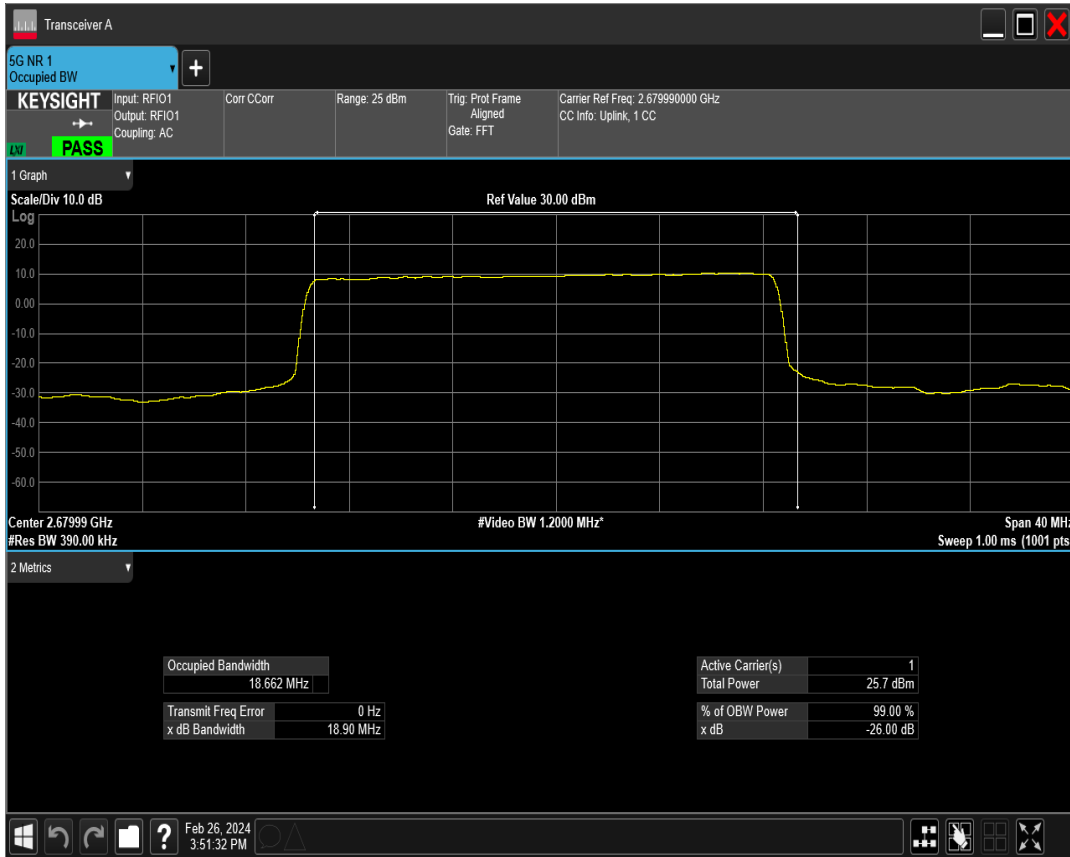 Transceiver A
5G NR 1
Occupied BW
KEYSIGHT
LXI
PASS
Input: RFIO1
Output: RFIO1
Coupling: AC
Corr CCorr
Range: 25 dBm
Trig: Prot Frame
Aligned
Gate: FFT
Carrier Ref Freq: 2.679990000 GHz
CC Info: Uplink, 1 CC
1 Graph
Scale/Div 10.0 dB
Ref Value 30.00 dBm
Log
20.0
10.0
0.00
-10.0
-20.0
-30.0
-40.0
-50.0
-60.0
Center 2.67999 GHz
#Video BW 1.2000 MHz*
Span 40 MHz
#Res BW 390.00 kHz
Sweep 1.00 ms (1001 pts
2 Metrics
Occupied Bandwidth
18.662 MHz
Transmit Freq Error 0 Hz
x dB Bandwidth 18.90 MHz
Active Carrier(s) 1
Total Power 25.7 dBm
% of OBW Power 99.00 %
x dB -26.00 dB
Feb 26, 2024
3:51:32 PM